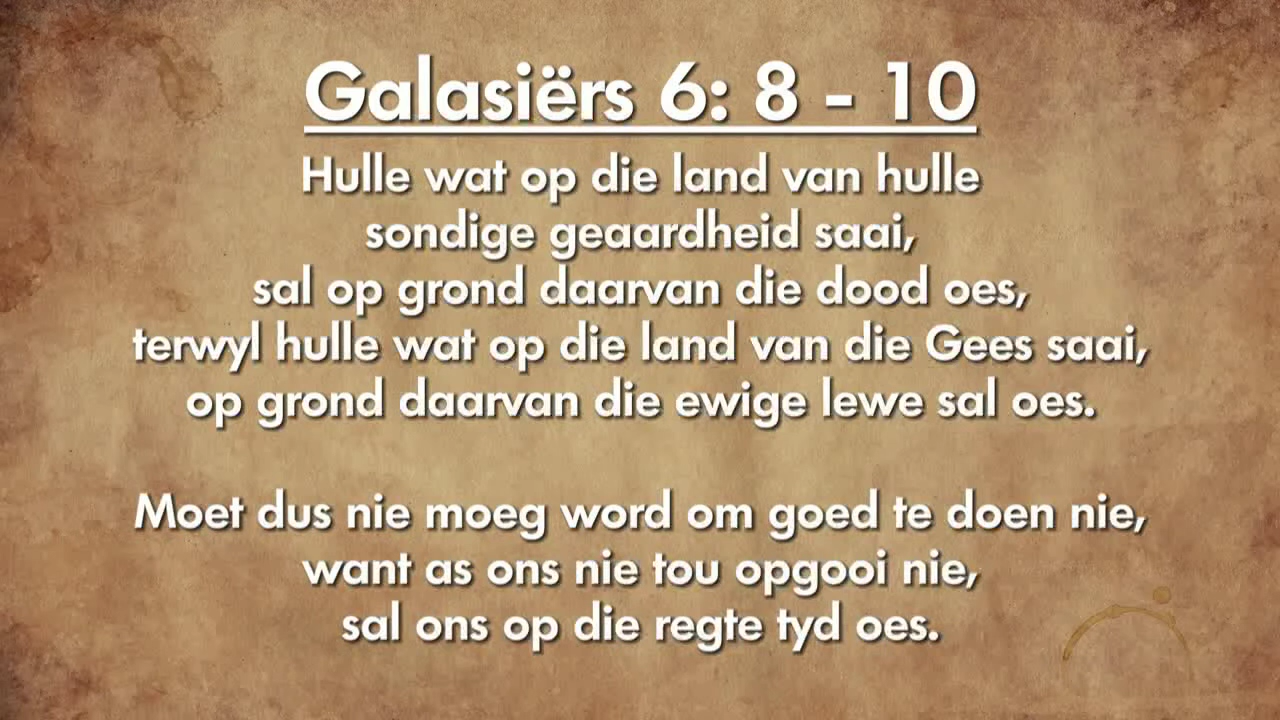 Galasiërs 6: 8 - 10
Hulle wat op die land van hulle
sondige geaardheid saai,
sal op grond daarvan die dood oes,
terwyl hulle wat op die land van die Gees saai,
op grond daarvan die ewige lewe sal oes.
Moet dus nie moeg word om goed te doen nie,
want as ons nie tou opgooi nie,
sal ons op die regte tyd oes.